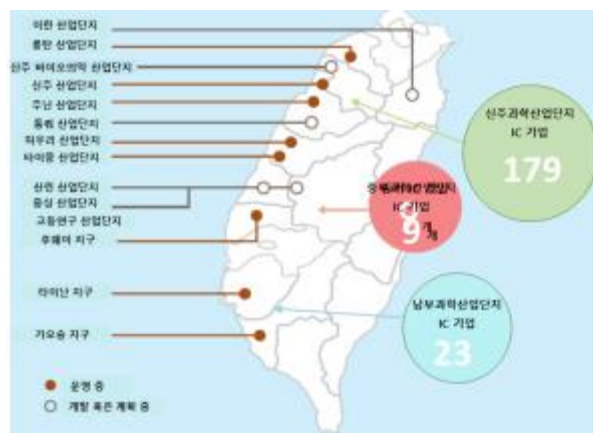 이란 산업단지
룽탄 산업단지
신주 바이오의학 산업단지
신주 산업단지
주난 산업단지
퉁뤄 산업단지
허우리 산업단지
타이중 산업단지
중싱 산업단지
고등연구 산업단지
후웨이 지구
타이난 지구
가오슝 지구
신주과학산업단지
IC 기업
179
IC 기업
9
개
남부과학산업단지
IC 기업
23
운영 중
개발 혹은 계획 중